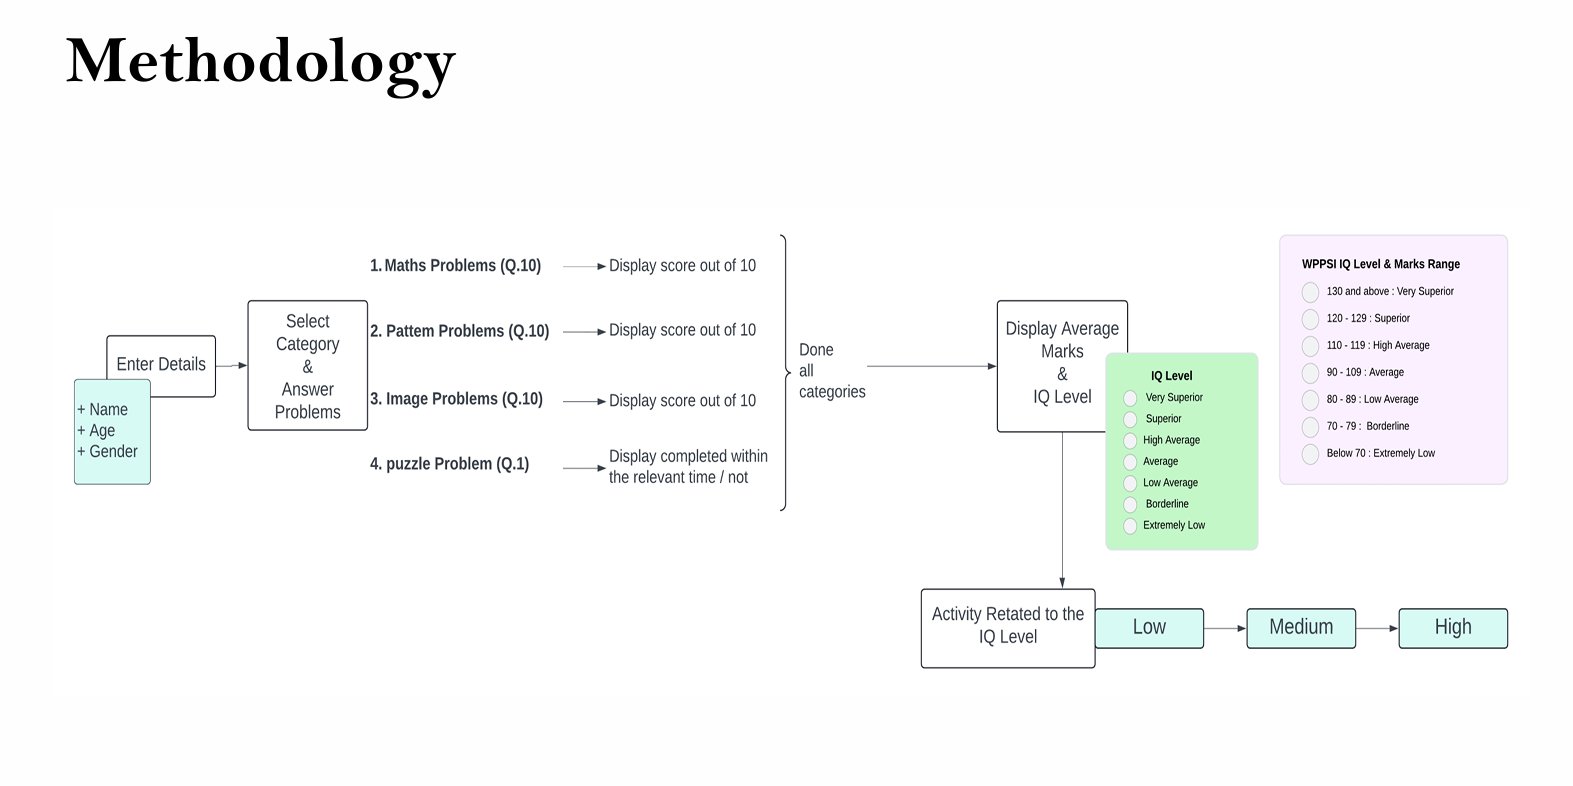 Methodology
Enter Details
+ Name
+ Age
+ Gender
Select
Category
&
Answer
Problems
1. Maths Problems (Q.10)
Display score out of 10
2. Pattem Problems (Q.10)
Display score out of 10
3. Image Problems (Q.10)
Display score out of 10
4. puzzle Problem (Q.1)
Display completed within
the relevant time / not
Done
all
categories
Display Average
Marks
&
IQ Level
IQ Level
Very Superior
Superior
High Average
Average
Low Average
Borderline
Extremely Low
WPPSI IQ Level & Marks Range
130 and above : Very Superior
120 - 129 : Superior
110 - 119 : High Average
90 - 109 : Average
80 - 89 : Low Average
70 - 79 : Borderline
Below 70 : Extremely Low
Activity Retated to the
IQ Level
Low
Medium
High